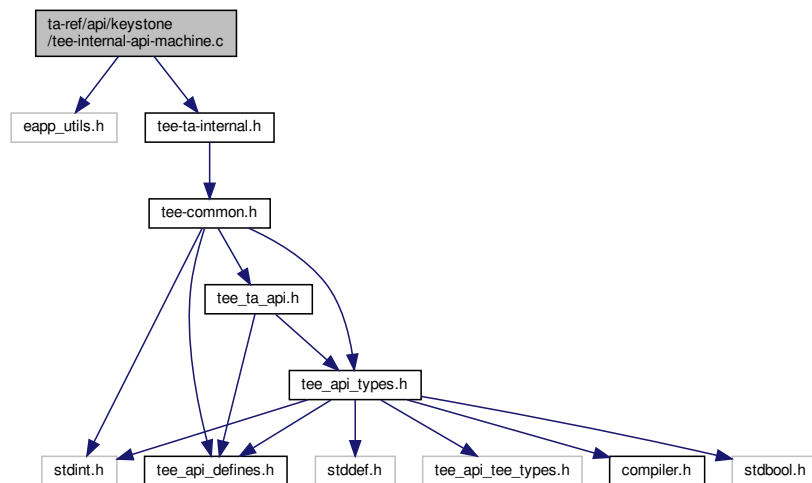 ta-ref/api/keystone
/tee-internal-api-machine.c
eapp_utils.h
tee-ta-internal.h
tee-common.h
tee_ta_api.h
tee_api_types.h
stdint.h
tee_api_defines.h
stddef.h
tee_api_tee_types.h
compiler.h
stdbool.h